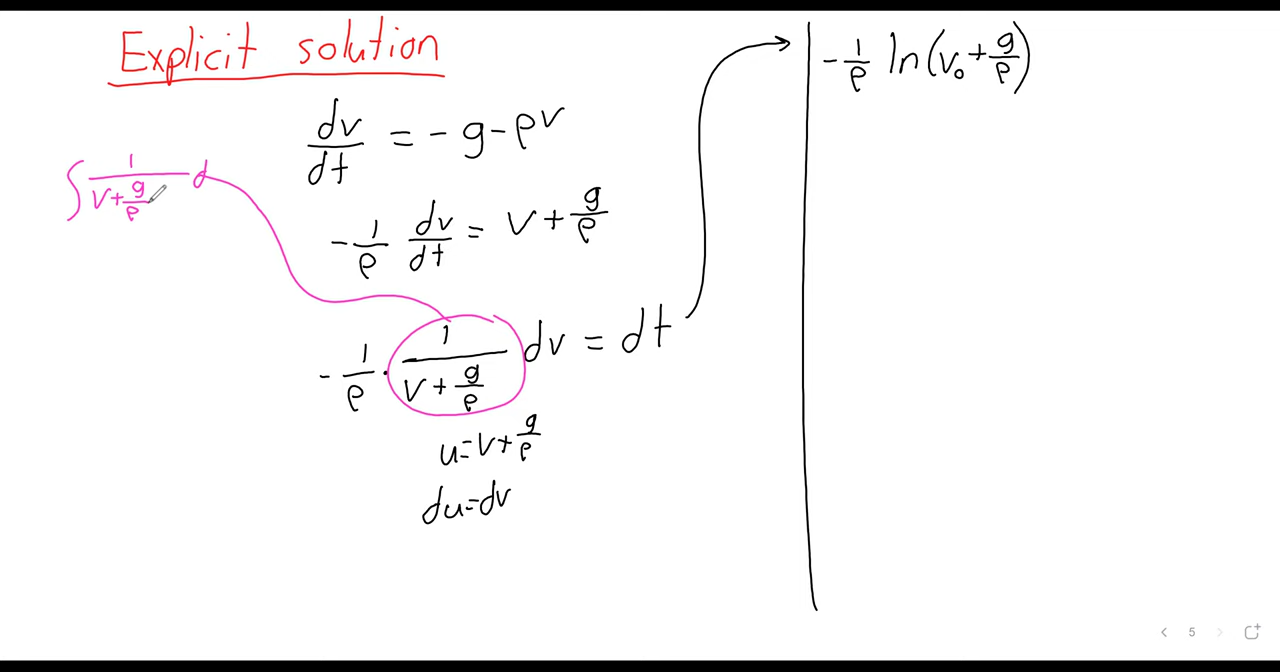 Explicit solution
dv/dt = -g-ρv
∫ 1/(v+g/ρ) d
-1/ρ dv/dt = v+g/ρ
-1/ρ · 1/(v+g/ρ) dv = dt
u=v+g/ρ
du=dv
-1/ρ ln(v₀+g/ρ)
< 5 >